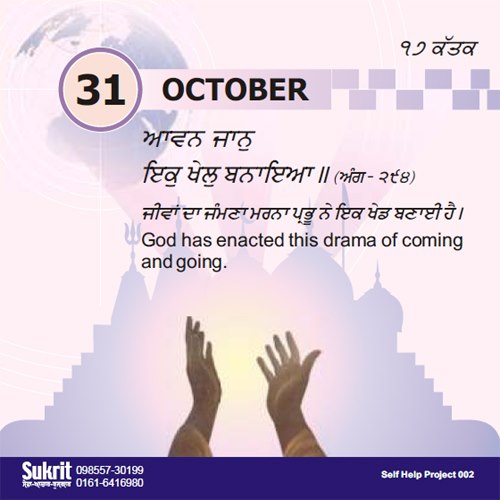 ੧੭ ਕੱਤਕ
31 OCTOBER
ਆਵਨ ਜਾਨੁ
ਇਕੁ ਖੇਲੁ ਬਨਾਇਆ ॥ (ਅੰਗ - ੨੯੪)
ਜੀਵਾਂ ਦਾ ਜੰਮਣਾ ਮਰਨਾ ਪ੍ਰਭੂ ਨੇ ਇਕ ਖੇਡ ਬਣਾਈ ਹੈ ।
God has enacted this drama of coming
and going.
Sukrit 098557-30199
0161-6416980
Self Help Project 002